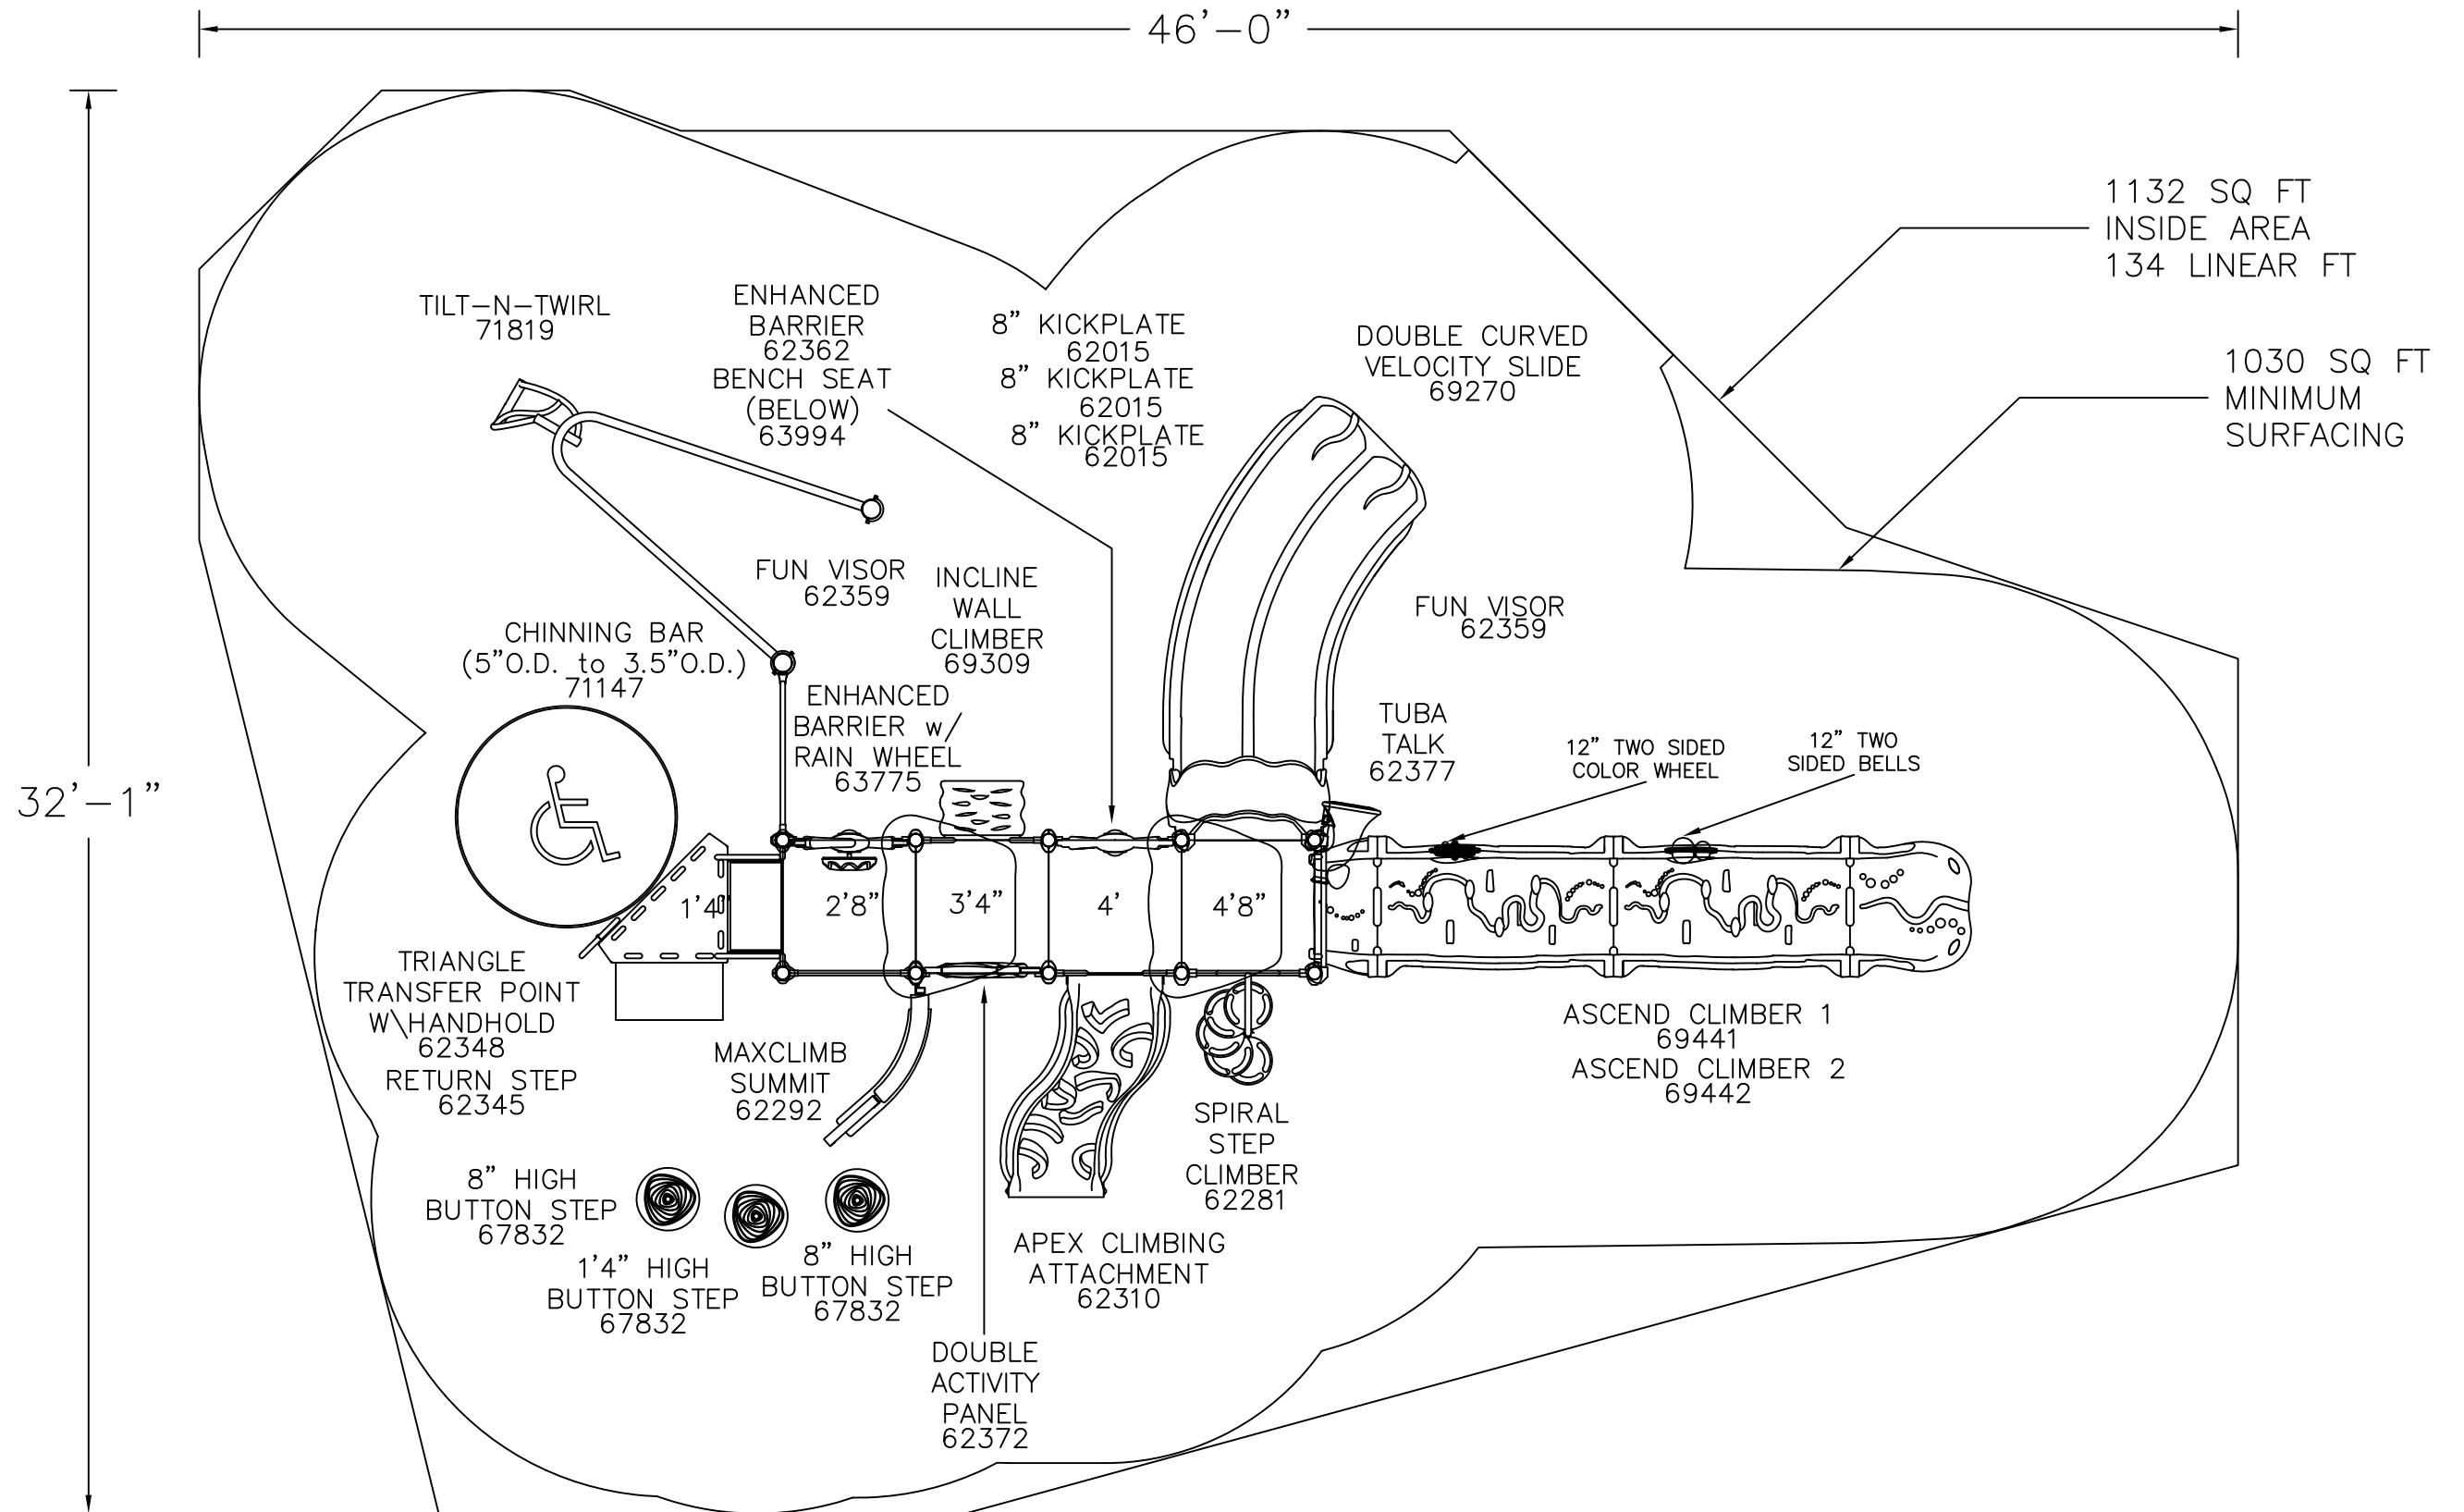 46'-0"
32'-1"
1132 SQ FT
INSIDE AREA
134 LINEAR FT
1030 SQ FT
MINIMUM
SURFACING
TILT-N-TWIRL
71819
ENHANCED
BARRIER
62362
BENCH SEAT
(BELOW)
63994
8" KICKPLATE
62015
8" KICKPLATE
62015
8" KICKPLATE
62015
DOUBLE CURVED
VELOCITY SLIDE
69270
FUN VISOR
62359
INCLINE
WALL
CLIMBER
69309
FUN VISOR
62359
CHINNING BAR
(5"O.D. to 3.5"O.D.)
71147
ENHANCED
BARRIER w/
RAIN WHEEL
63775
TUBA
TALK
62377
12" TWO SIDED
COLOR WHEEL
12" TWO
SIDED BELLS
1'4"
2'8"
3'4"
4'
4'8"
TRIANGLE
TRANSFER POINT
W\HANDHOLD
62348
RETURN STEP
62345
MAXCLIMB
SUMMIT
62292
ASCEND CLIMBER 1
69441
ASCEND CLIMBER 2
69442
SPIRAL
STEP
CLIMBER
62281
8" HIGH
BUTTON STEP
67832
1'4" HIGH
BUTTON STEP
67832
8" HIGH
BUTTON STEP
67832
APEX CLIMBING
ATTACHMENT
62310
DOUBLE
ACTIVITY
PANEL
62372